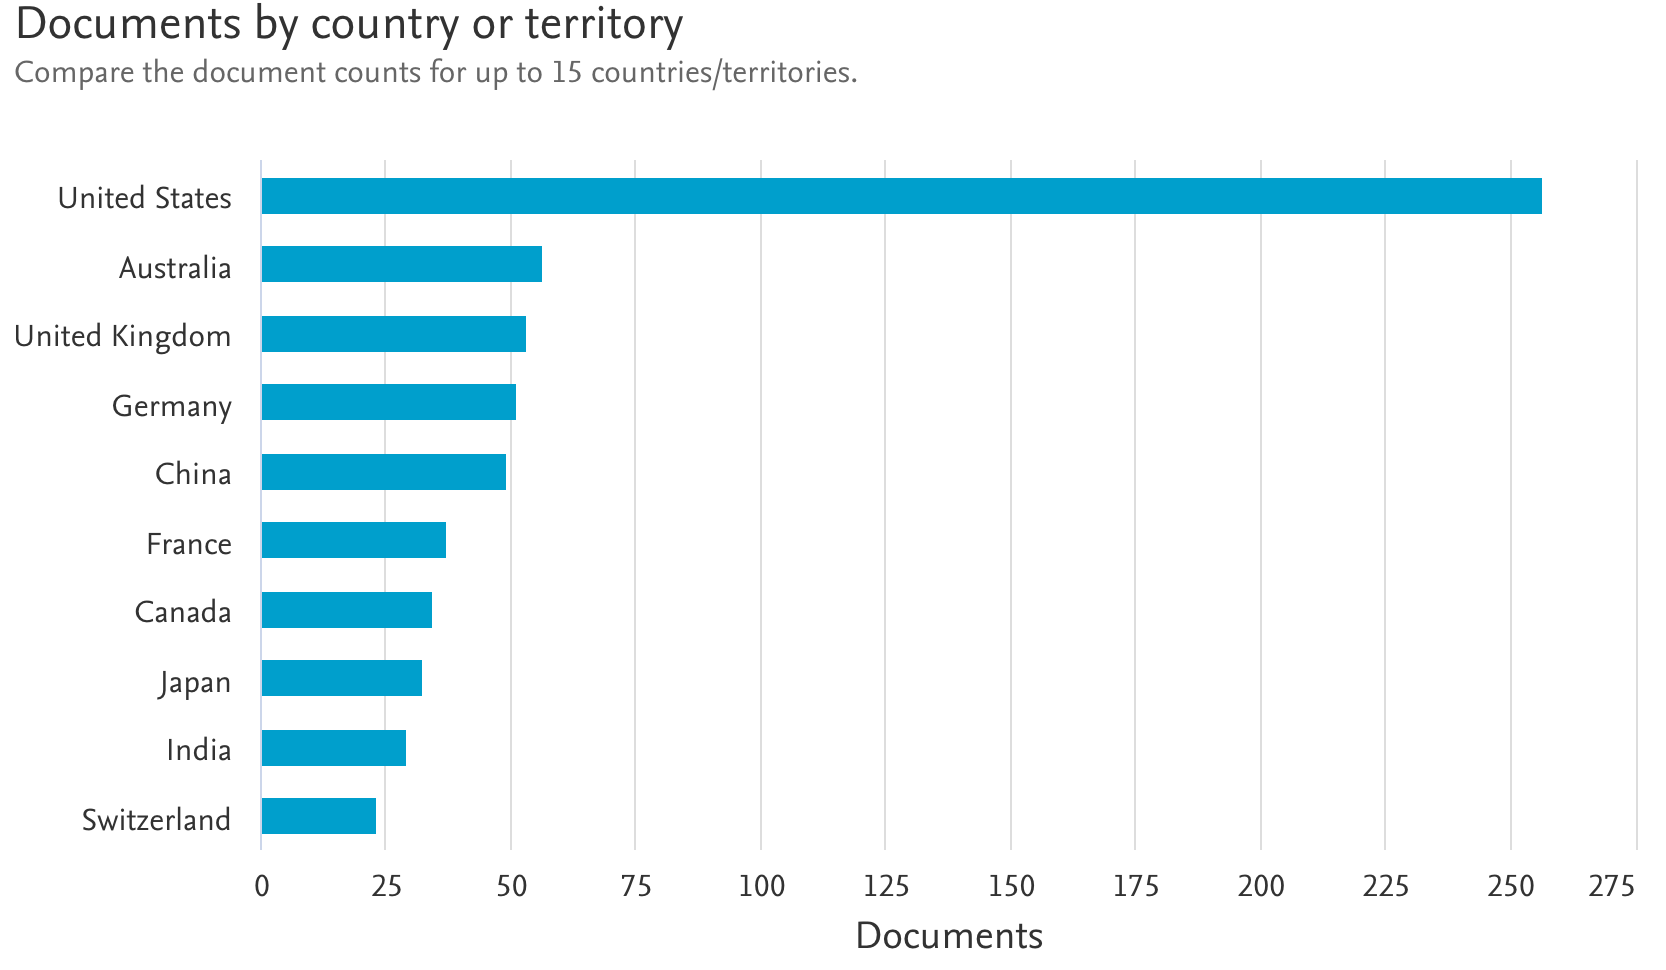 Documents by country or territory
Compare the document counts for up to 15 countries/territories.
United States
Australia
United Kingdom
Germany
China
France
Canada
Japan
India
Switzerland
0 25 50 75 100 125 150 175 200 225 250 275
Documents